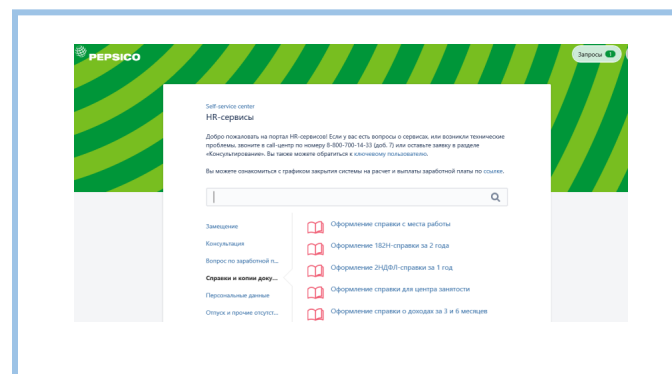 PEPSICO
Запросы 1
Self-service center
HR-сервисы
Добро пожаловать на портал HR-сервисов! Если у вас есть вопросы о сервисах, или возникли технические
проблемы, звоните в call-центр по номеру 8-800-700-14-33 (доб. 7) или оставьте заявку в разделе
«Консультирование». Вы также можете обратиться к ключевому пользователю.
Вы можете ознакомиться с графиком закрытия системы на расчет и выплаты заработной платы по ссылке.
Замещение
Консультация
Вопрос по заработной п...
Справки и копии доку...
Персональные данные
Отпуск и прочие отсутст...
Оформление справки с места работы
Оформление 182Н-справки за 2 года
Оформление 2НДФЛ-справки за 1 год
Оформление справки для центра занятости
Оформление справки о доходах за 3 и 6 месяцев